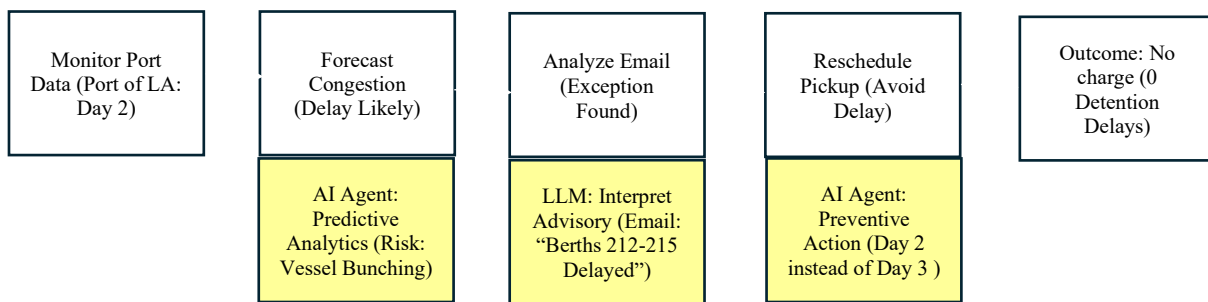 Monitor Port
Data (Port of LA:
Day 2)
Forecast
Congestion
(Delay Likely)
Analyze Email
(Exception
Found)
Reschedule
Pickup (Avoid
Delay)
Outcome: No
charge (0
Detention
Delays)
AI Agent:
Predictive
Analytics (Risk:
Vessel Bunching)
LLM: Interpret
Advisory (Email:
“Berths 212-215
Delayed”)
AI Agent:
Preventive
Action (Day 2
instead of Day 3 )